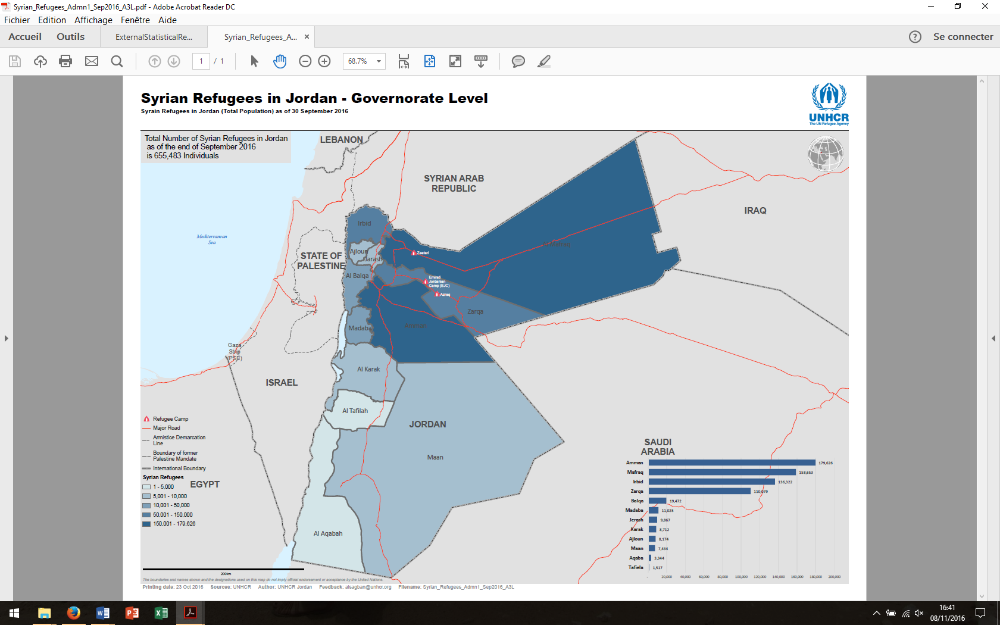 Syrian_Refugees_Admn1_Sep2016_A3L.pdf - Adobe Acrobat Reader DC
Fichier Edition Affichage Fenêtre Aide
Accueil Outils ExternalStatisticalRe... Syrian_Refugees_A... × ? Se connecter
1 / 1 68.7%
Syrian Refugees in Jordan - Governorate Level
Syrain Refugees in Jordan (Total Population) as of 30 September 2016
UNHCR
The UN Refugee Agency
Total Number of Syrian Refugees in Jordan
as of the end of September 2016
is 655,483 Individuals
LEBANON
SYRIAN ARAB
REPUBLIC
IRAQ
Mediterranean
Sea
Irbid
Ajloun
Jarash
Al Mafraq
Zaatari
STATE OF
PALESTINE
Al Balqa
Emirati
Jordanian
Camp (EJC)
Azraq
Zarqa
Amman
Madaba
Gaza
Strip
(PSE)
Al Karak
ISRAEL
Al Tafilah
JORDAN
Maan
Al Aqabah
SAUDI
ARABIA
EGYPT
Refugee Camp
Major Road
Armistice Demarcation
Line
Boundary of former
Palestine Mandate
International Boundary
Syrian Refugees
1 - 5,000
5,001 - 10,000
10,001 - 50,000
50,001 - 150,000
150,001 - 179,626
Amman 179,626
Mafraq 158,653
Irbid 136,322
Zarqa 110,079
Balqa 19,472
Madaba 11,025
Jerash 9,867
Karak 8,712
Ajloun 8,174
Maan 7,434
Aqaba 3,344
Tafiela 1,517
- 20,000 40,000 60,000 80,000 100,000 120,000 140,000 160,000 180,000 200,000
200km
The boundaries and names shown and the designations used on this map do not imply official endorsement or acceptance by the United Nations.
Printing date: 23 Oct 2016 Sources: UNHCR Author: UNHCR Jordan Feedback: alsagban@unhcr.org Filename: Syrian_Refugees_Admn1_Sep2016_A3L
16:41
08/11/2016